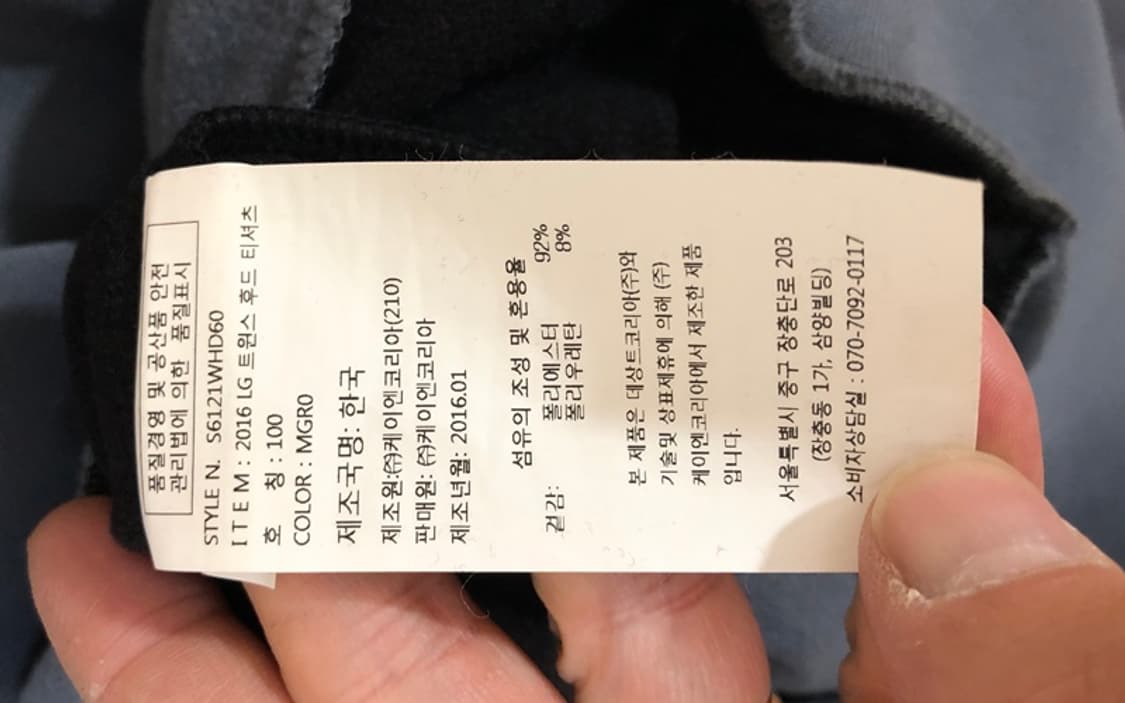 품질경영 및 공산품 안전
관리법에 의한 품질표시
STYLE N. S6121WHD60
I T E M : 2016 LG 트윈스 후드 티셔츠
호 칭 : 100
COLOR : MGR0
제조국명: 한국
제조원:㈜케이엔코리아(210)
판매원: ㈜케이엔코리아
제조년월: 2016.01
섬유의 조성 및 혼용율
겉감: 폴리에스터 92%
폴리우레탄 8%
본 제품은 데상트코리아(주)와
기술및 상표제휴에 의해 (주)
케이엔코리아에서 제조한 제품
입니다.
서울특별시 중구 장충단로 203
(장충동 1가, 삼양빌딩)
소비자상담실 : 070-7092-0117